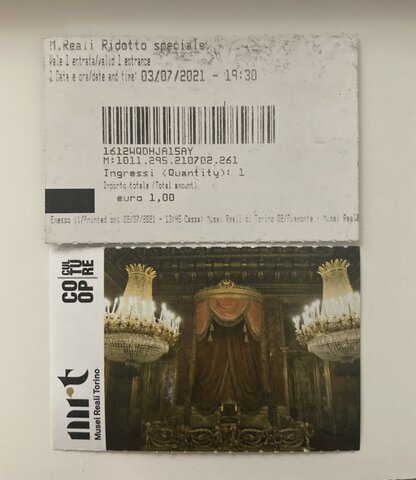 M.Reali Ridotto speciale
Vale 1 entrata/valid 1 entrance
Data e ora/date and time: 03/07/2021 - 19:30
1612WQDHJA15AY
M:1011.295.210702.261
Ingressi (Quantity): 1
Importo totale (Total amount)
euro 1,00
Emesso il/Printed on: 02/07/2021 - 13:45 Cassa: Musei Reali di Torino 02/Piemonte - Musei Reali
CO|CULTU|RE
OP
mrt
Musei Reali Torino